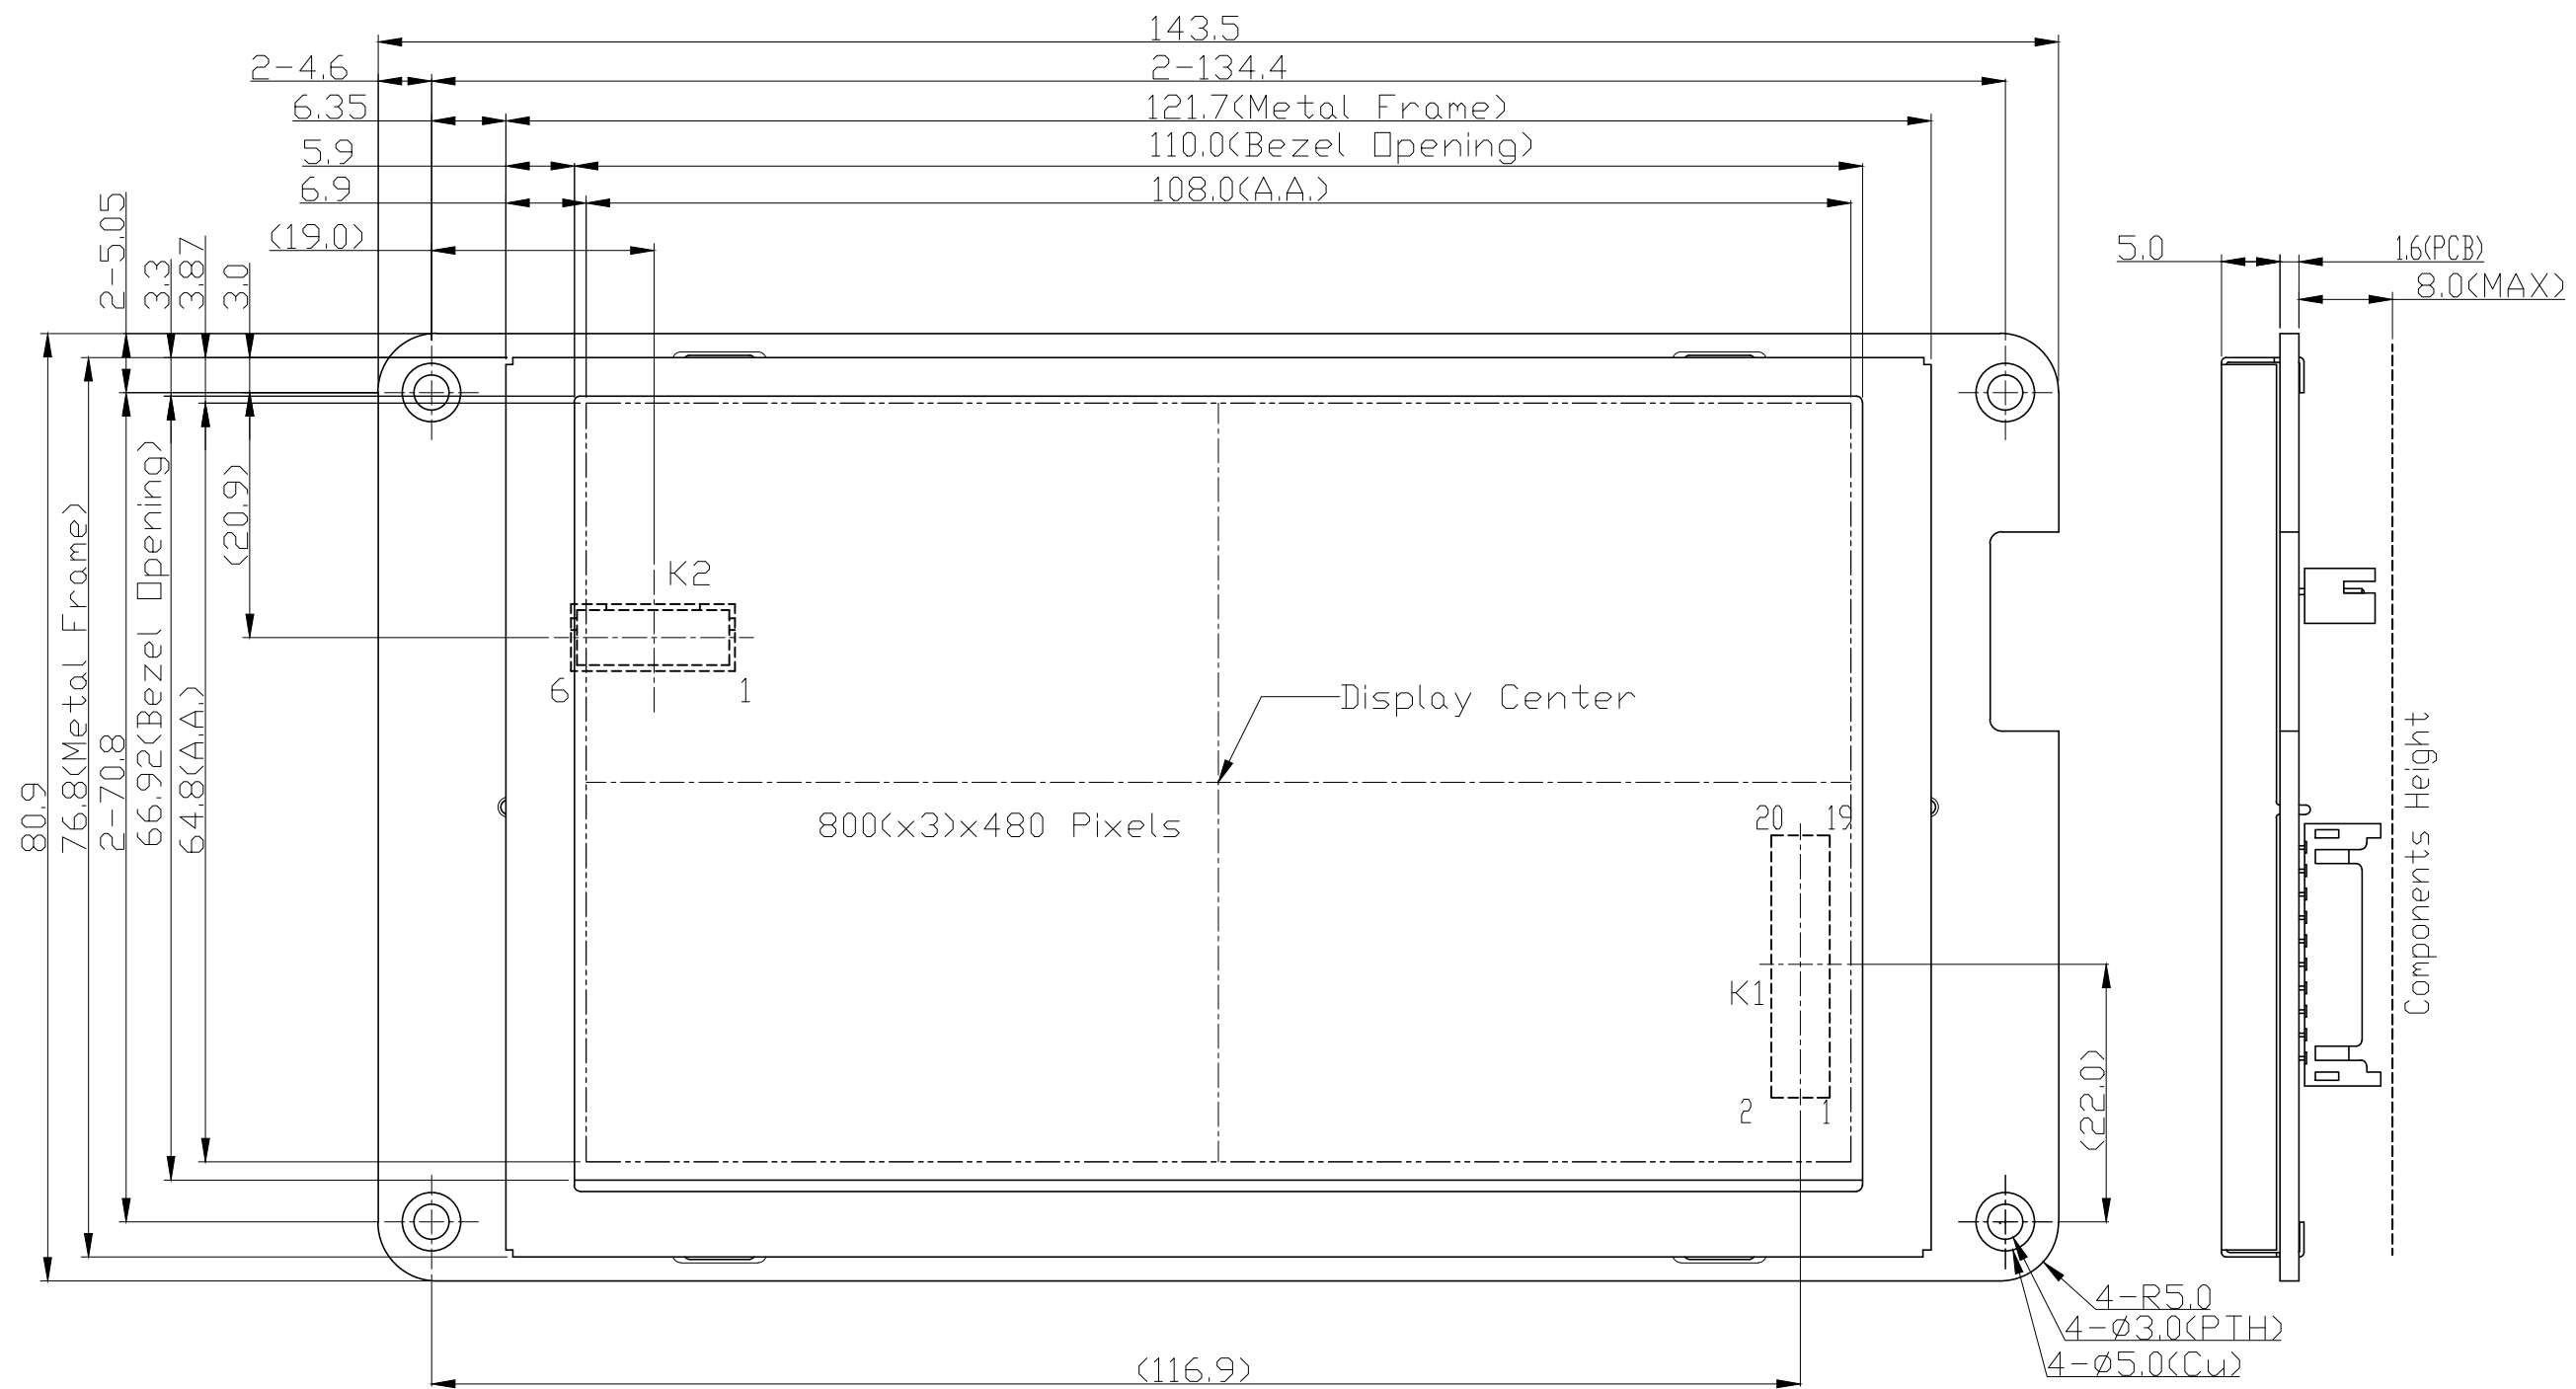 143.5
2-4.6
2-134.4
6.35
121.7(Metal Frame)
5.9
110.0(Bezel Opening)
6.9
108.0(A.A.)
(19.0)
2-5.05
3.3
3.87
3.0
5.0
1.6(PCB)
8.0(MAX)
80.9
76.8(Metal Frame)
2-70.8
66.92(Bezel Opening)
64.8(A.A.)
(20.9)
K2
6
1
Display Center
800(x3)x480 Pixels
20
19
K1
2
1
(22.0)
Components Height
4-R5.0
4-ø3.0(PTH)
4-ø5.0(Cu)
(116.9)